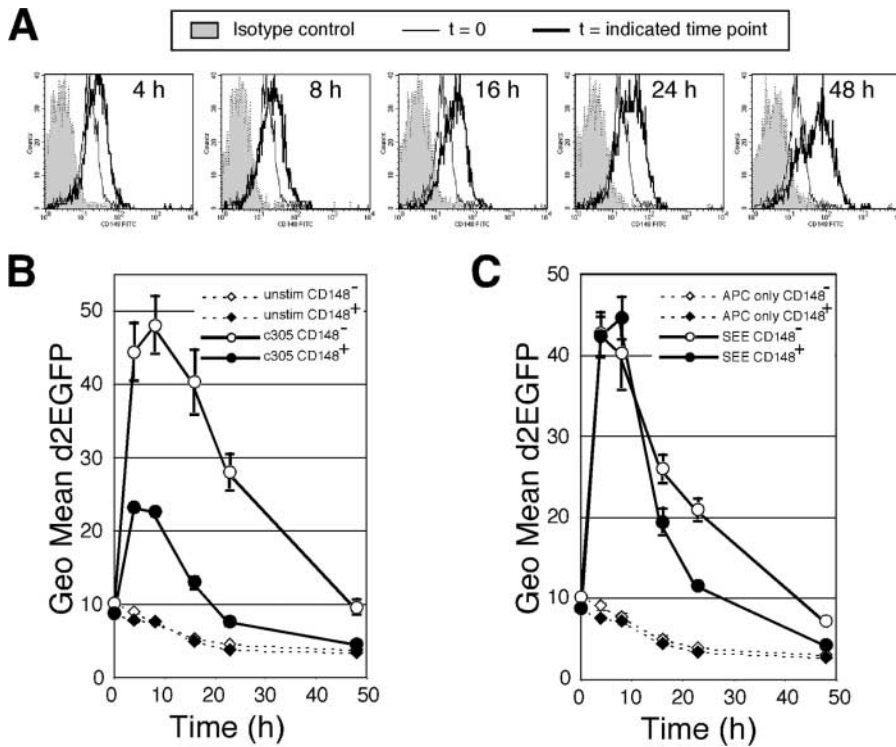 A
Isotype control
t = 0
t = indicated time point
4 h
8 h
16 h
24 h
48 h
B
unstim CD148-
unstim CD148+
c305 CD148-
c305 CD148+
Geo Mean d2EGFP
50
40
30
20
10
0
0 10 20 30 40 50
Time (h)
C
APC only CD148-
APC only CD148+
SEE CD148-
SEE CD148+
Geo Mean d2EGFP
50
40
30
20
10
0
0 10 20 30 40 50
Time (h)